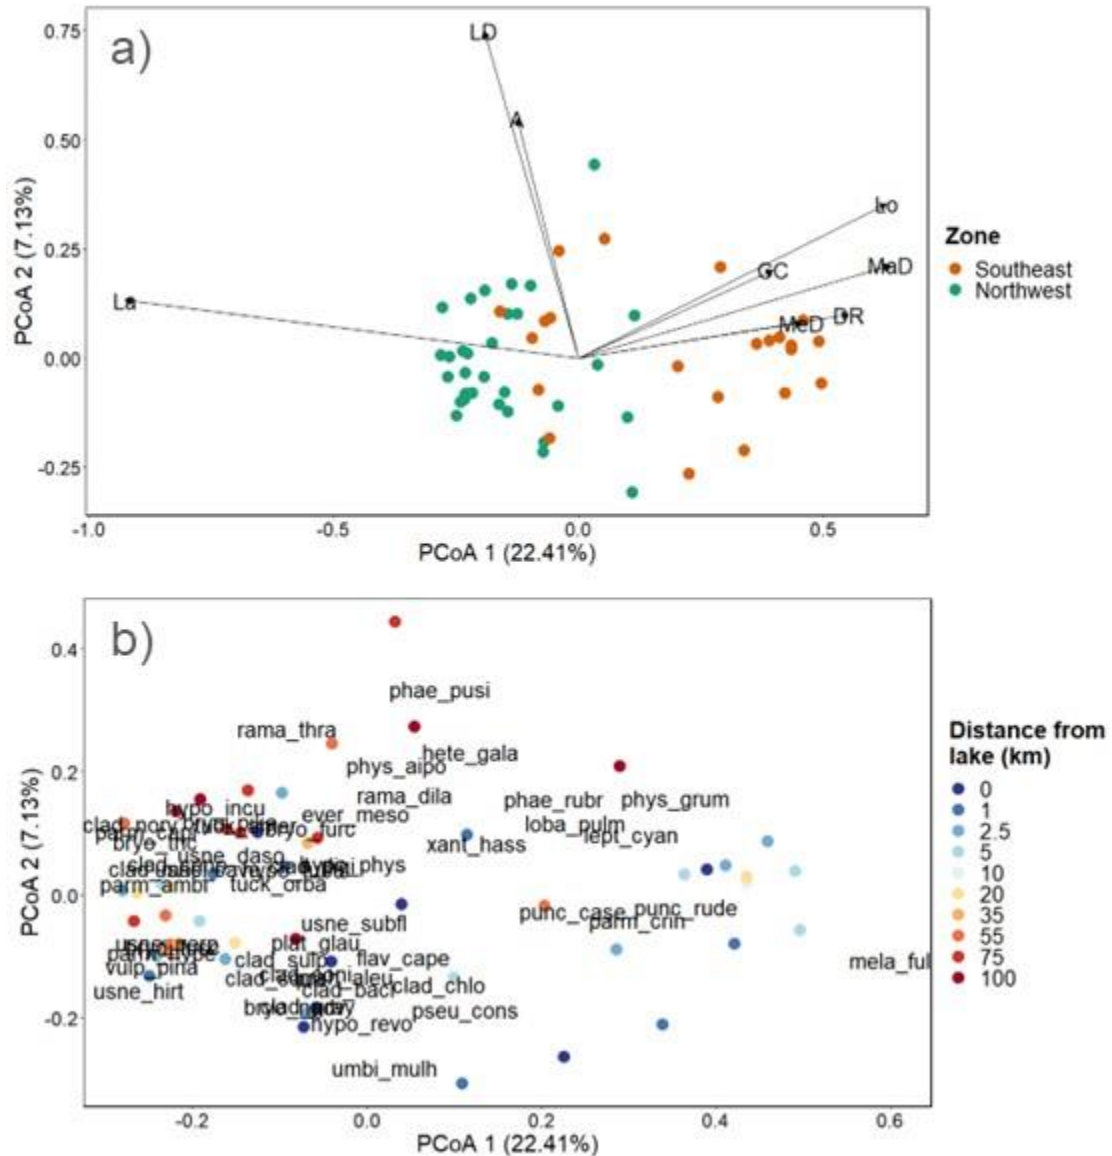 a)
0.75
0.50
0.25
0.00
-0.25
PCoA 2 (7.13%)
LD
A
Lo
GC
MaD
La
McD
DR
-1.0
-0.5
0.0
0.5
PCoA 1 (22.41%)
Zone
Southeast
Northwest
b)
0.4
0.2
0.0
-0.2
PCoA 2 (7.13%)
phae_pusi
rama_thra
hete_gala
phys_aipo
rama_dila
phae_rubr
phys_grum
hypo_incu
ever_meso
loba_pulm
bryo_furc
lept_cyan
xant_hass
usne_dasg
parm_ambi
tuck_orba
punc_case
punc_rude
parm_crin
usne_subfl
plat_glau
flav_cape
vulp_pina
clad_sulp
mela_ful
usne_hirt
clad_baci
clad_chlo
pseu_cons
hypo_revo
umbi_mulh
-0.2
0.0
0.2
0.4
0.6
PCoA 1 (22.41%)
Distance from
lake (km)
0
1
2.5
5
10
20
35
55
75
100